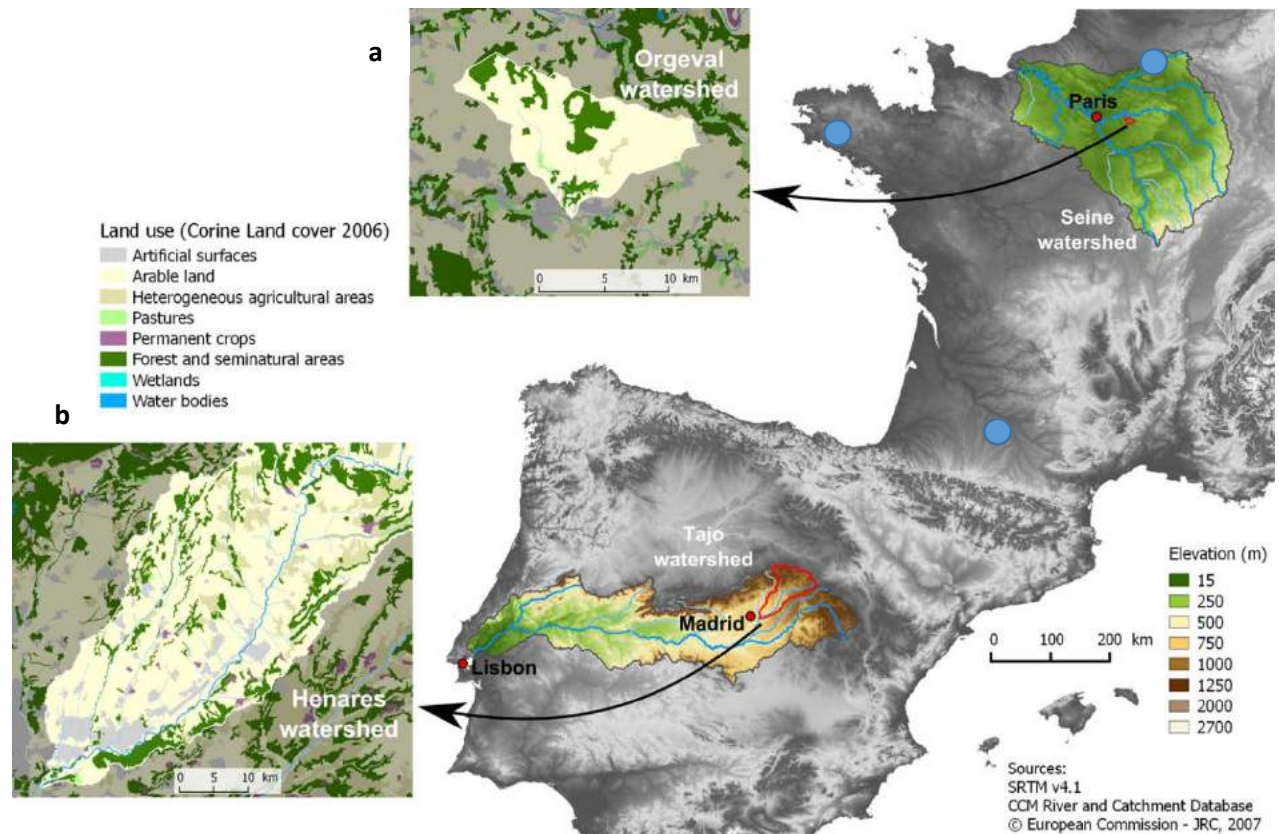 a
Orgeval
watershed
0 5 10 km
Paris
Seine
watershed
Land use (Corine Land cover 2006)
Artificial surfaces
Arable land
Heterogeneous agricultural areas
Pastures
Permanent crops
Forest and seminatural areas
Wetlands
Water bodies
b
Henares
watershed
0 5 10 km
Tajo
watershed
Madrid
Lisbon
Elevation (m)
15
250
500
750
1000
1250
2000
2700
0 100 200 km
Sources:
SRTM v4.1
CCM River and Catchment Database
© European Commission - JRC, 2007